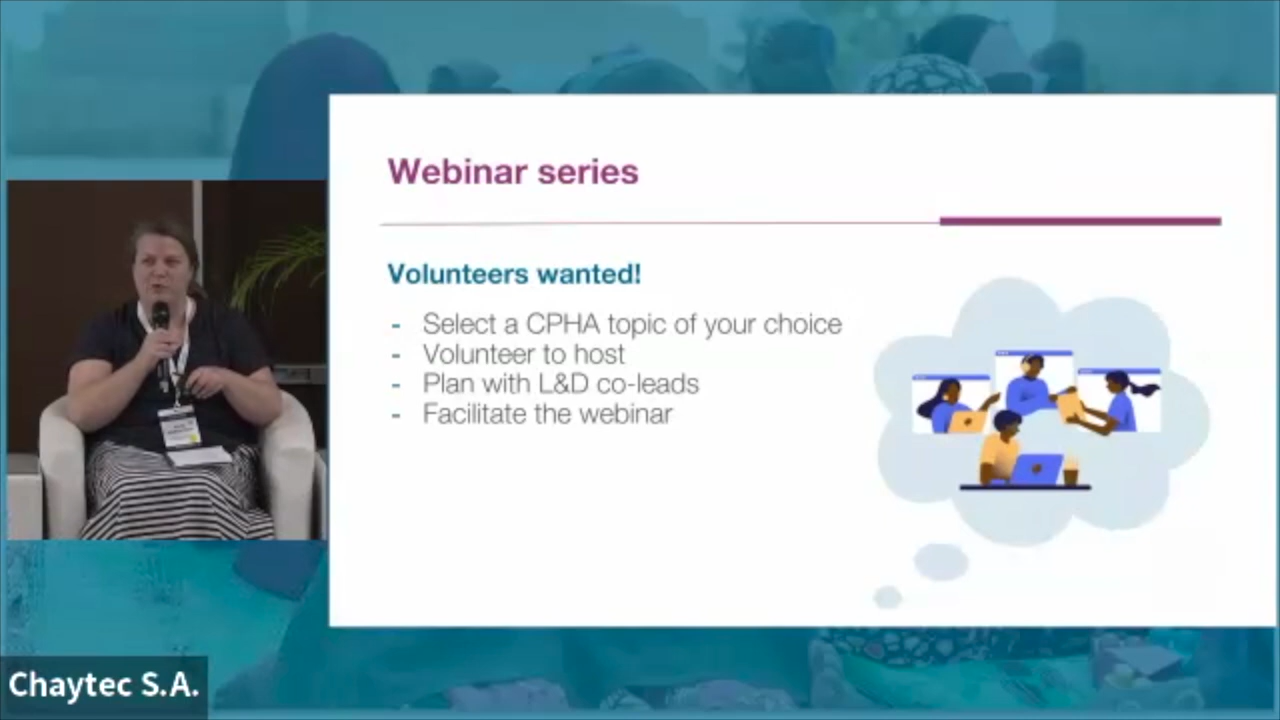 Webinar series
Volunteers wanted!
- Select a CPHA topic of your choice
- Volunteer to host
- Plan with L&D co-leads
- Facilitate the webinar
Chaytec S.A.